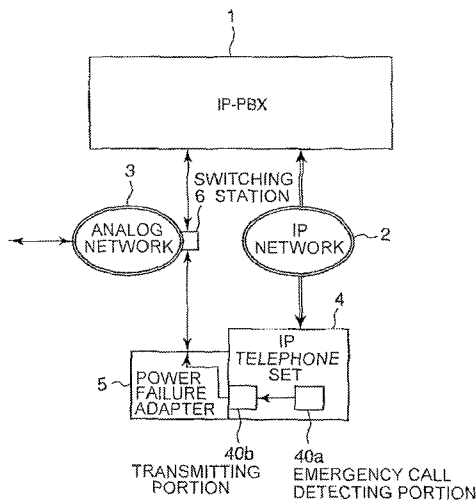 1
IP-PBX
3
SWITCHING
6 STATION
ANALOG
NETWORK
IP
NETWORK
2
4
IP
TELEPHONE
SET
5
POWER
FAILURE
ADAPTER
40b
TRANSMITTING
PORTION
40a
EMERGENCY CALL
DETECTING PORTION